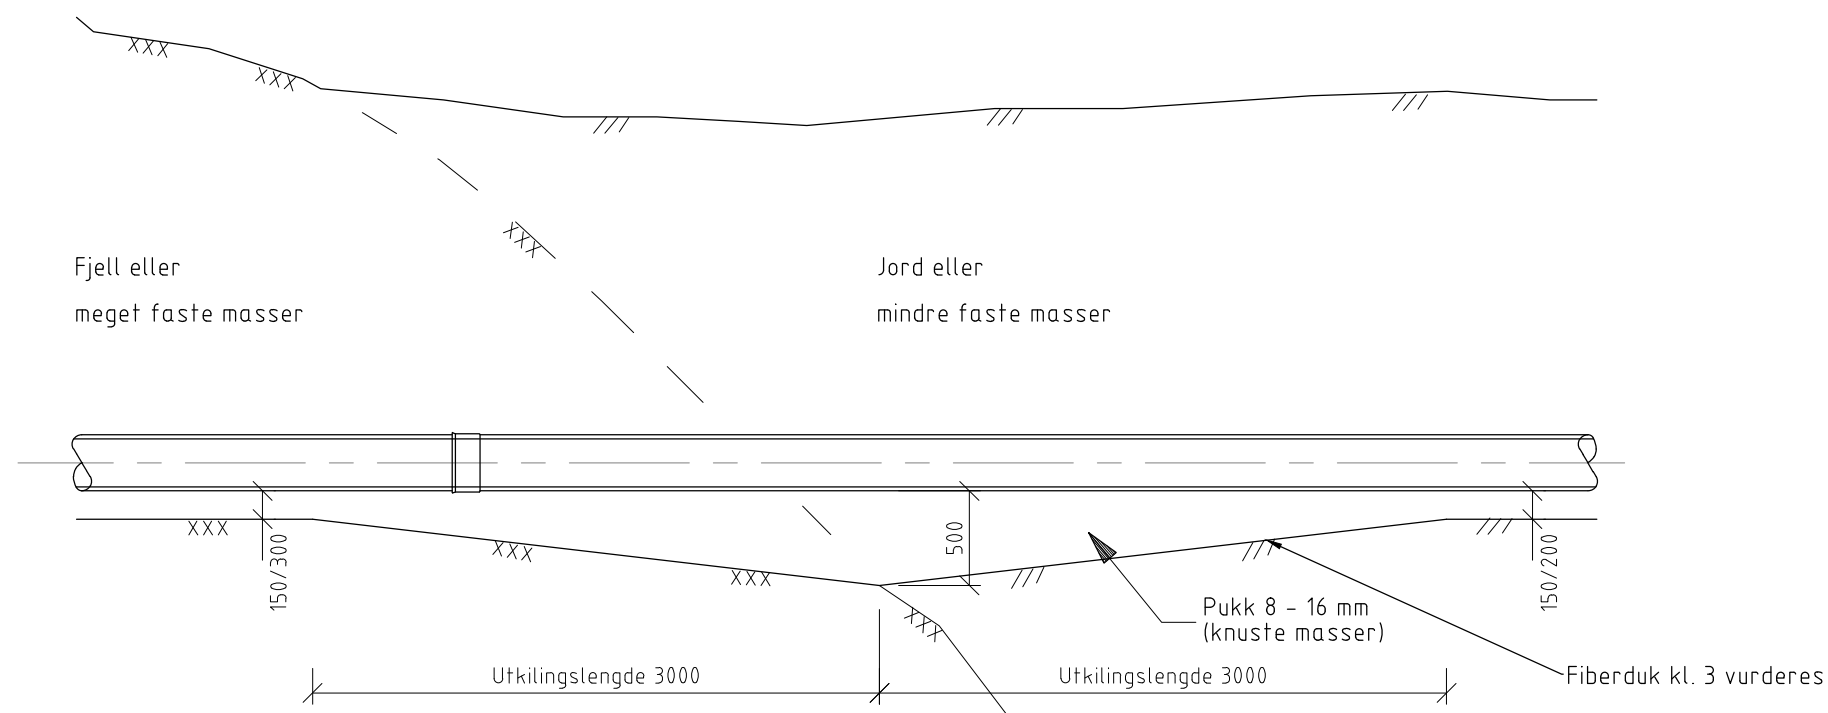 Fjell eller
meget faste masser
Jord eller
mindre faste masser
150/300
500
150/200
Pukk 8 - 16 mm
(knuste masser)
Utkilingslengde 3000
Utkilingslengde 3000
Fiberduk kl. 3 vurderes